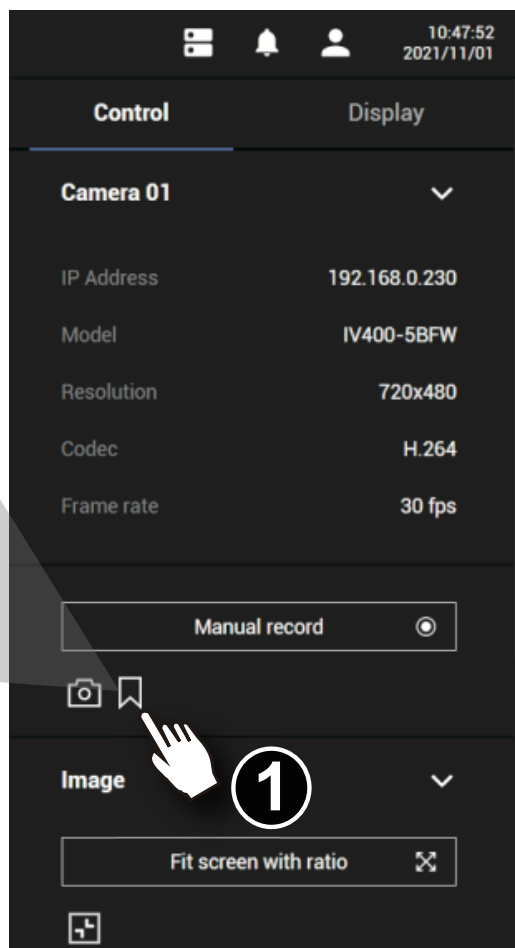 10:47:52
2021/11/01
Control Display
Camera 01
IP Address 192.168.0.230
Model IV400-5BFW
Resolution 720x480
Codec H.264
Frame rate 30 fps
Manual record
1
Image
Fit screen with ratio